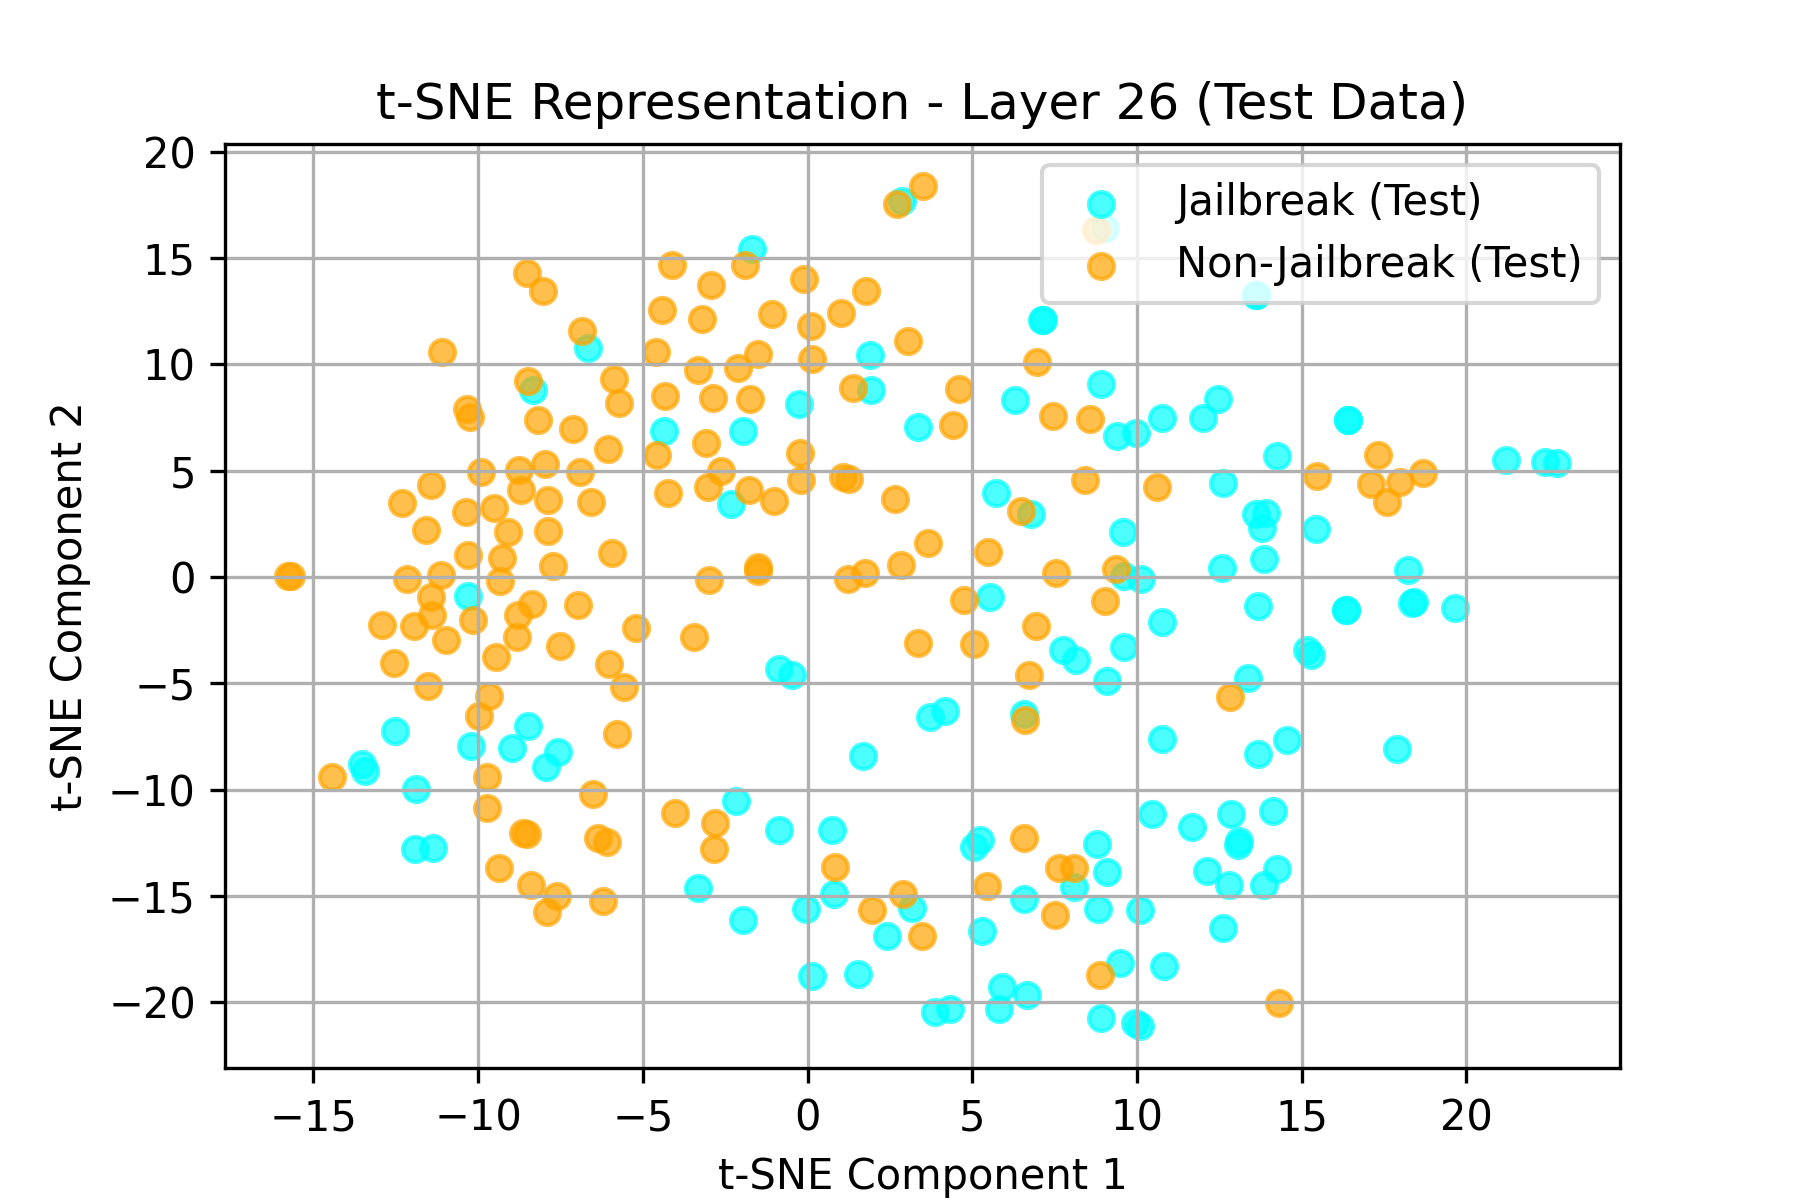 t-SNE Representation - Layer 26 (Test Data)
Jailbreak (Test)
Non-Jailbreak (Test)
20
15
10
5
0
−5
−10
−15
−20
t-SNE Component 2
−15 −10 −5 0 5 10 15 20
t-SNE Component 1